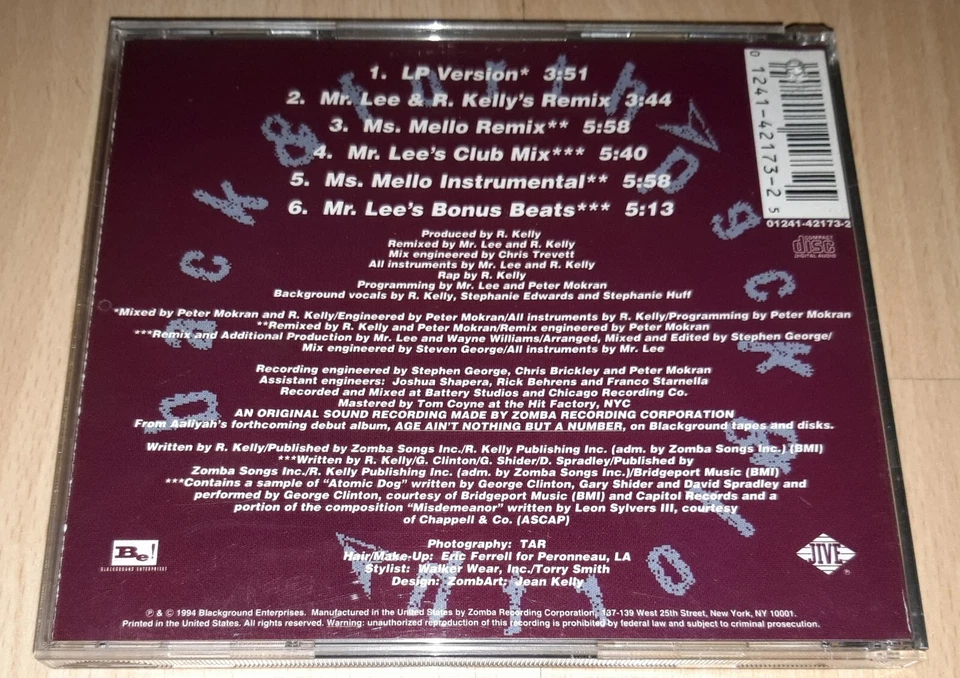 1. LP Version* 3:51
2. Mr. Lee & R. Kelly's Remix 3:44
3. Ms. Mello Remix** 5:58
4. Mr. Lee's Club Mix*** 5:40
5. Ms. Mello Instrumental** 5:58
6. Mr. Lee's Bonus Beats*** 5:13
0 1241-42173-2 5
01241-42173-2
COMPACT
disc
DIGITAL AUDIO
Produced by R. Kelly
Remixed by Mr. Lee and R. Kelly
Mix engineered by Chris Trevett
All instruments by Mr. Lee and R. Kelly
Rap by R. Kelly
Programming by Mr. Lee and Peter Mokran
Background vocals by R. Kelly, Stephanie Edwards and Stephanie Huff
*Mixed by Peter Mokran and R. Kelly/Engineered by Peter Mokran/All instruments by R. Kelly/Programming by Peter Mokran
**Remixed by R. Kelly and Peter Mokran/Remix engineered by Peter Mokran
***Remix and Additional Production by Mr. Lee and Wayne Williams/Arranged, Mixed and Edited by Stephen George/
Mix engineered by Steven George/All instruments by Mr. Lee
Recording engineered by Stephen George, Chris Brickley and Peter Mokran
Assistant engineers: Joshua Shapera, Rick Behrens and Franco Starnella
Recorded and Mixed at Battery Studios and Chicago Recording Co.
Mastered by Tom Coyne at the Hit Factory, NYC
AN ORIGINAL SOUND RECORDING MADE BY ZOMBA RECORDING CORPORATION
From Aaliyah's forthcoming debut album, AGE AIN'T NOTHING BUT A NUMBER, on Blackground tapes and disks.
Written by R. Kelly/Published by Zomba Songs Inc./R. Kelly Publishing Inc. (adm. by Zomba Songs Inc.) (BMI)
***Written by R. Kelly/G. Clinton/G. Shider/D. Spradley/Published by
Zomba Songs Inc./R. Kelly Publishing Inc. (adm. by Zomba Songs Inc.)/Bridgeport Music (BMI)
***Contains a sample of "Atomic Dog" written by George Clinton, Gary Shider and David Spradley and
performed by George Clinton, courtesy of Bridgeport Music (BMI) and Capitol Records and a
portion of the composition "Misdemeanor" written by Leon Sylvers III, courtesy
of Chappell & Co. (ASCAP)
Photography: TAR
Hair/Make-Up: Eric Ferrell for Peronneau, LA
Stylist: Walker Wear, Inc./Torry Smith
Design: ZombArt: Jean Kelly
Be!
BLACKGROUND ENTERPRISES
JIVE
®
℗ & © 1994 Blackground Enterprises. Manufactured in the United States by Zomba Recording Corporation, 137-139 West 25th Street, New York, NY 10001.
Printed in the United States. All rights reserved. Warning: unauthorized reproduction of this recording is prohibited by federal law and subject to criminal prosecution.